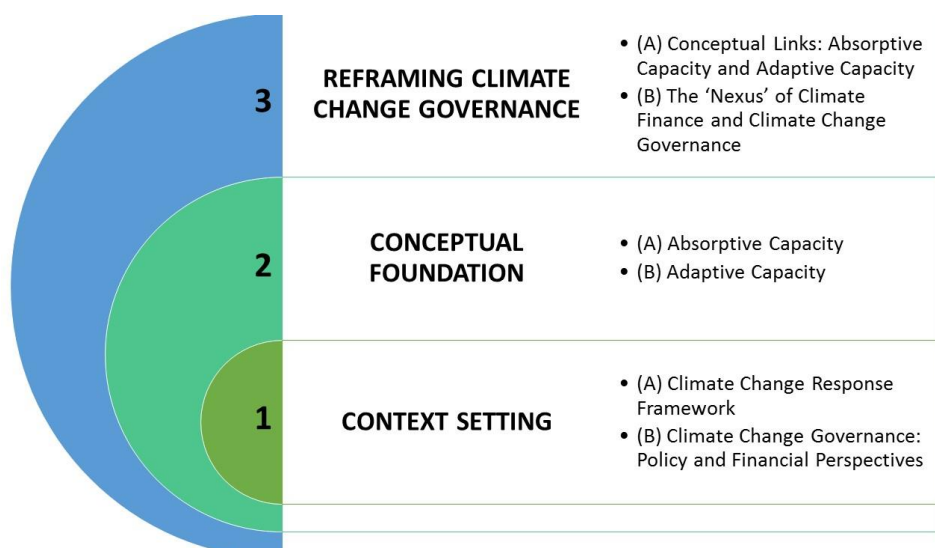 3
REFRAMING CLIMATE
CHANGE GOVERNANCE
• (A) Conceptual Links: Absorptive
Capacity and Adaptive Capacity
• (B) The ‘Nexus’ of Climate
Finance and Climate Change
Governance
2
CONCEPTUAL
FOUNDATION
• (A) Absorptive Capacity
• (B) Adaptive Capacity
1
CONTEXT SETTING
• (A) Climate Change Response
Framework
• (B) Climate Change Governance:
Policy and Financial Perspectives